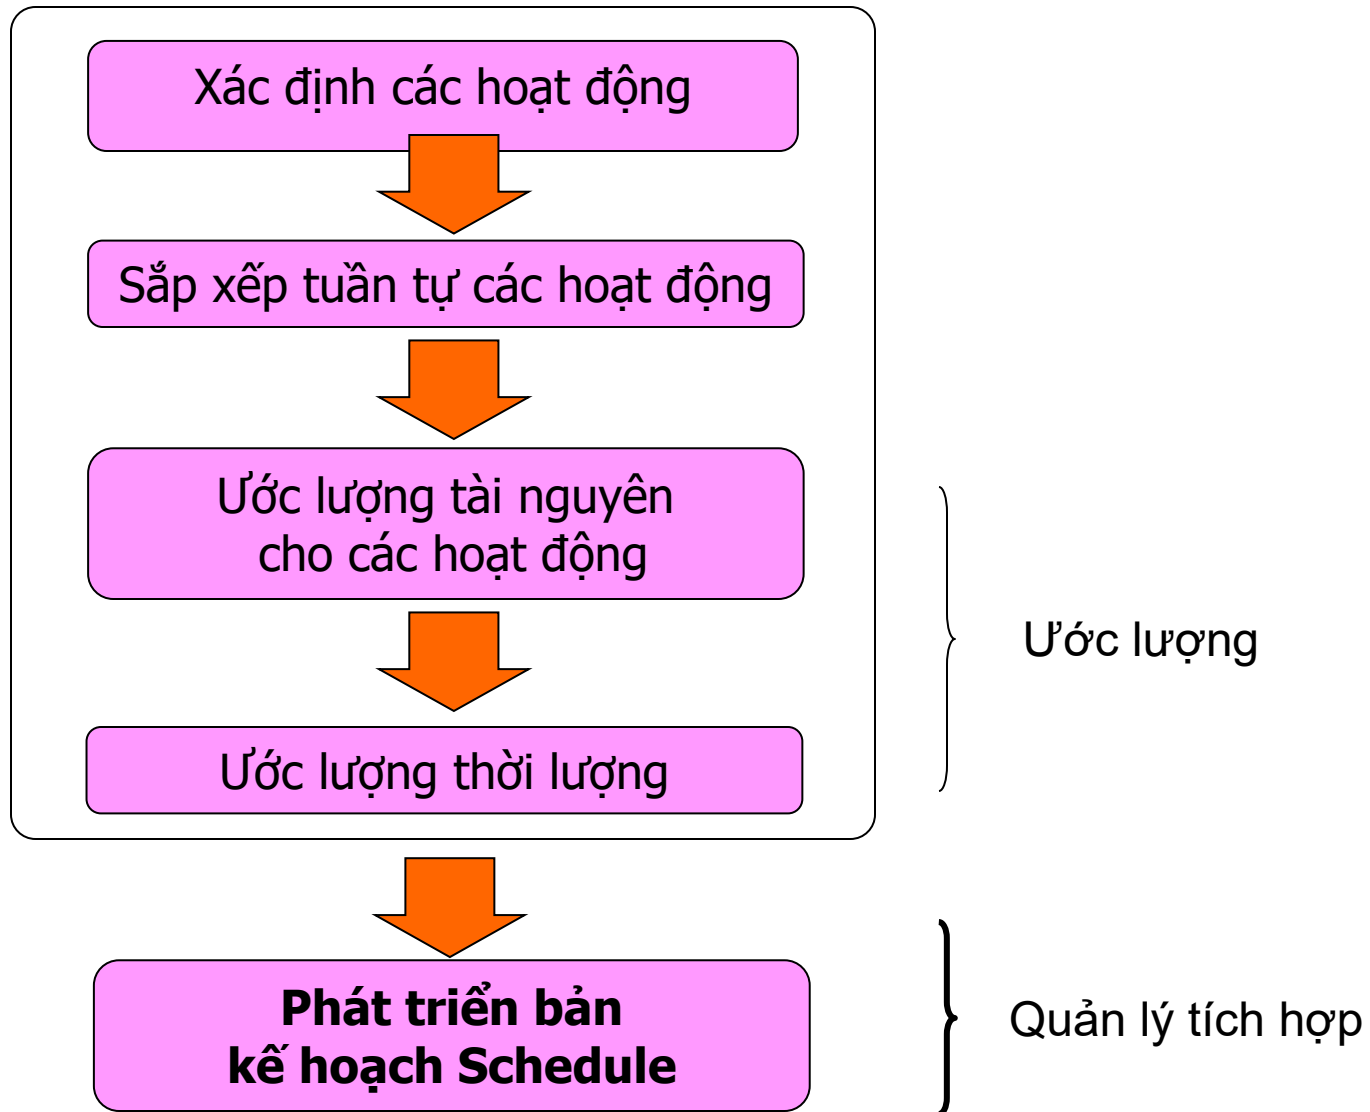 Xác định các hoạt động
Sắp xếp tuần tự các hoạt động
Ước lượng tài nguyên
cho các hoạt động
Ước lượng
Ước lượng thời lượng
Phát triển bản
kế hoạch Schedule
Quản lý tích hợp